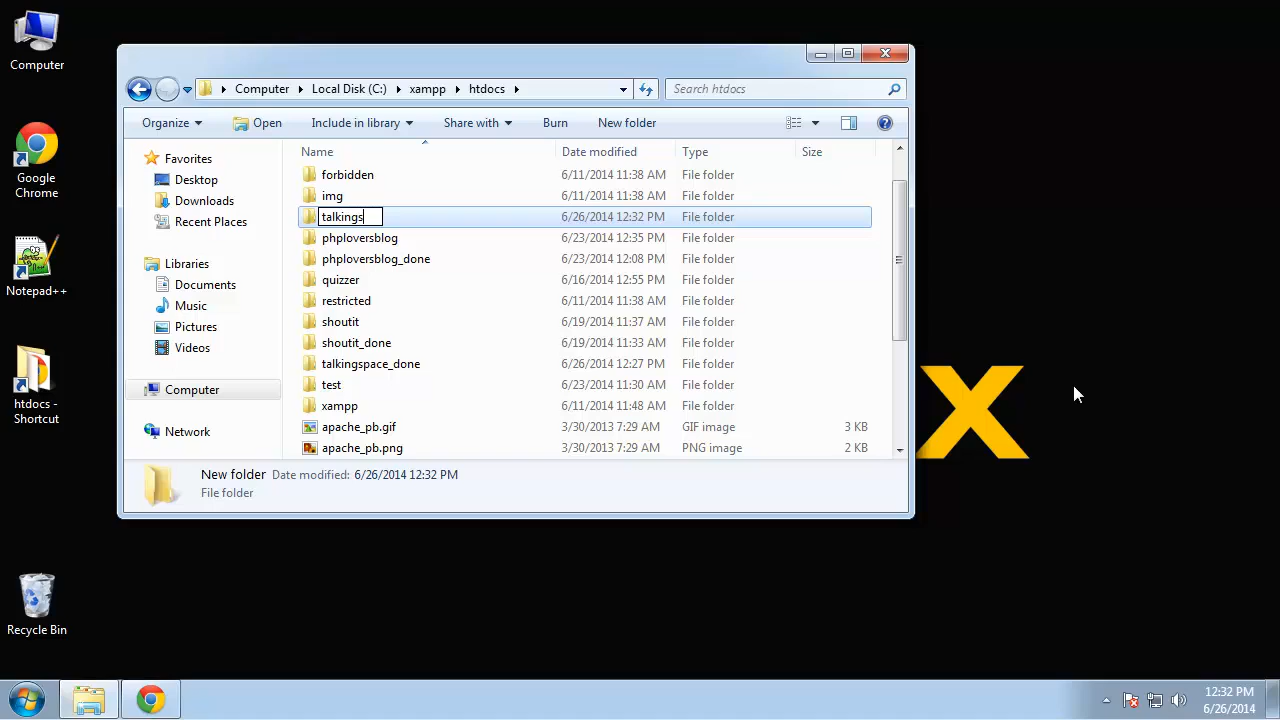 Computer
Google
Chrome
Notepad++
htdocs -
Shortcut
Recycle Bin
Computer Local Disk (C:) xampp htdocs
Search htdocs
Organize Open Include in library Share with Burn New folder
Favorites
Desktop
Downloads
Recent Places
Libraries
Documents
Music
Pictures
Videos
Computer
Network
Name Date modified Type Size
forbidden 6/11/2014 11:38 AM File folder
img 6/11/2014 11:38 AM File folder
talkings 6/26/2014 12:32 PM File folder
phploversblog 6/23/2014 12:35 PM File folder
phploversblog_done 6/23/2014 12:08 PM File folder
quizzer 6/16/2014 12:55 PM File folder
restricted 6/11/2014 11:38 AM File folder
shoutit 6/19/2014 11:37 AM File folder
shoutit_done 6/19/2014 11:33 AM File folder
talkingspace_done 6/26/2014 12:27 PM File folder
test 6/23/2014 11:30 AM File folder
xampp 6/11/2014 11:48 AM File folder
apache_pb.gif 3/30/2013 7:29 AM GIF image 3 KB
apache_pb.png 3/30/2013 7:29 AM PNG image 2 KB
New folder Date modified: 6/26/2014 12:32 PM
File folder
x
12:32 PM
6/26/2014